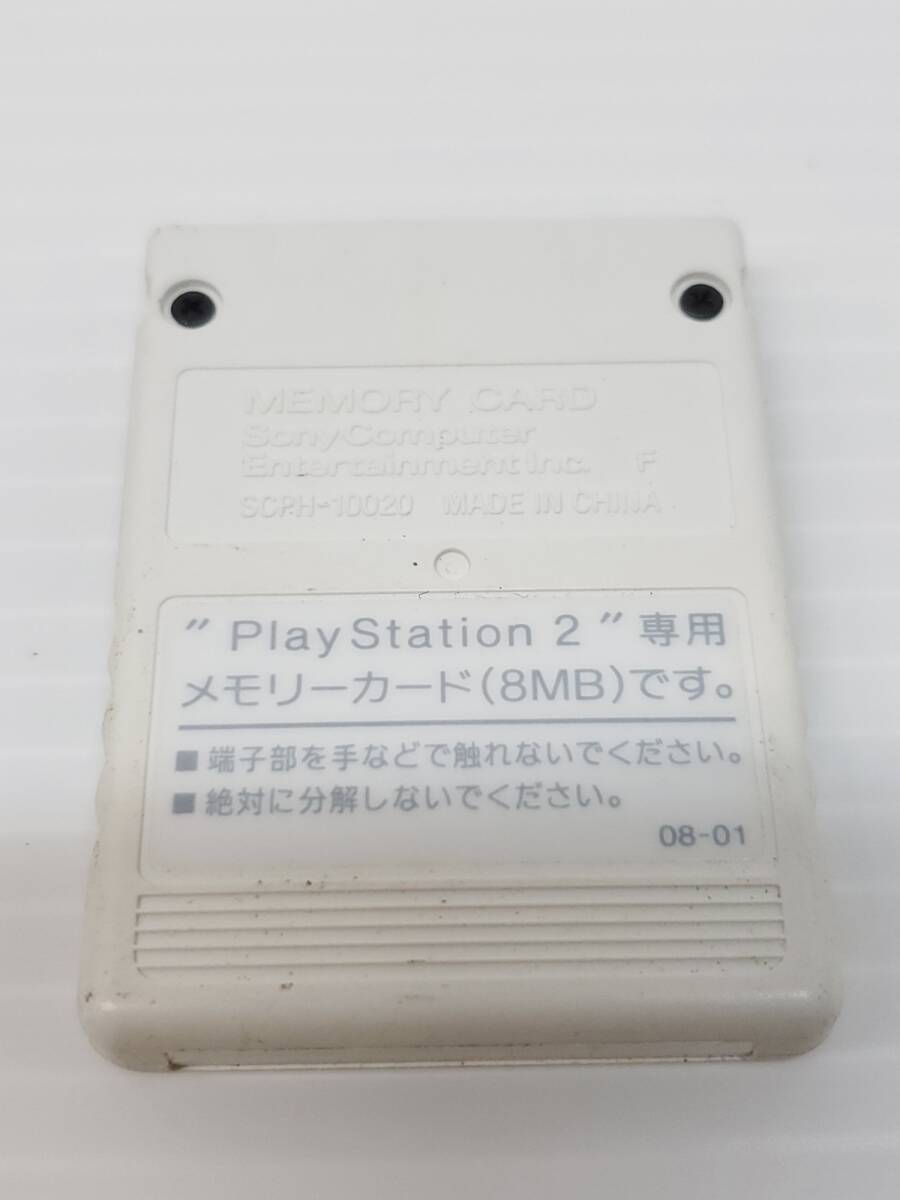 MEMORY CARD
Sony Computer
Entertainment Inc. F
SCPH-10020 MADE IN CHINA
″PlayStation 2″専用
メモリーカード(8MB)です。
■端子部を手などで触れないでください。
■絶対に分解しないでください。
08-01